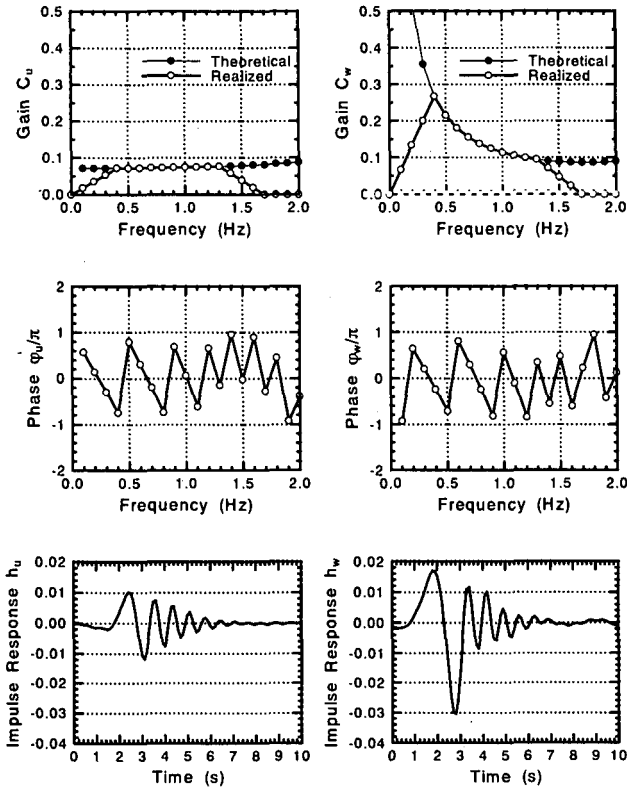 Gain C_u
0.5
0.4
0.3
0.2
0.1
0.0
Theoretical
Realized
0.0 0.5 1.0 1.5 2.0
Frequency (Hz)
Gain C_w
0.5
0.4
0.3
0.2
0.1
0.0
Theoretical
Realized
0.0 0.5 1.0 1.5 2.0
Frequency (Hz)
Phase φ_u/π
2
1
0
-1
-2
0.0 0.5 1.0 1.5 2.0
Frequency (Hz)
Phase φ_w/π
2
1
0
-1
-2
0.0 0.5 1.0 1.5 2.0
Frequency (Hz)
Impulse Response h_u
0.02
0.01
0.00
-0.01
-0.02
-0.03
-0.04
0 1 2 3 4 5 6 7 8 9 10
Time (s)
Impulse Response h_w
0.02
0.01
0.00
-0.01
-0.02
-0.03
-0.04
0 1 2 3 4 5 6 7 8 9 10
Time (s)